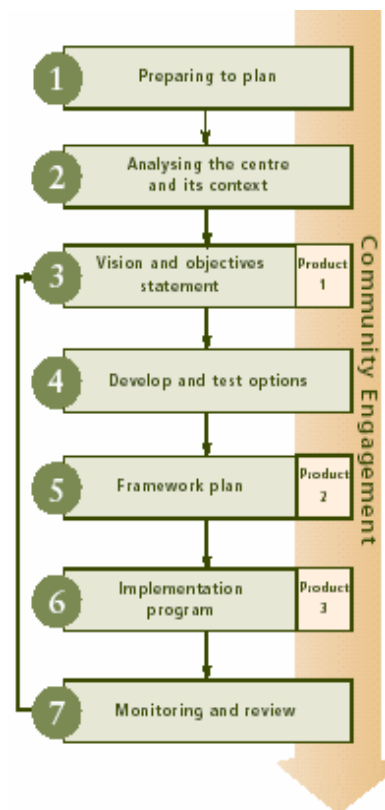 1
Preparing to plan
2
Analysing the centre
and its context
3
Vision and objectives
statement
Product
1
4
Develop and test options
5
Framework plan
Product
2
6
Implementation
program
Product
3
7
Monitoring and review
Community Engagement